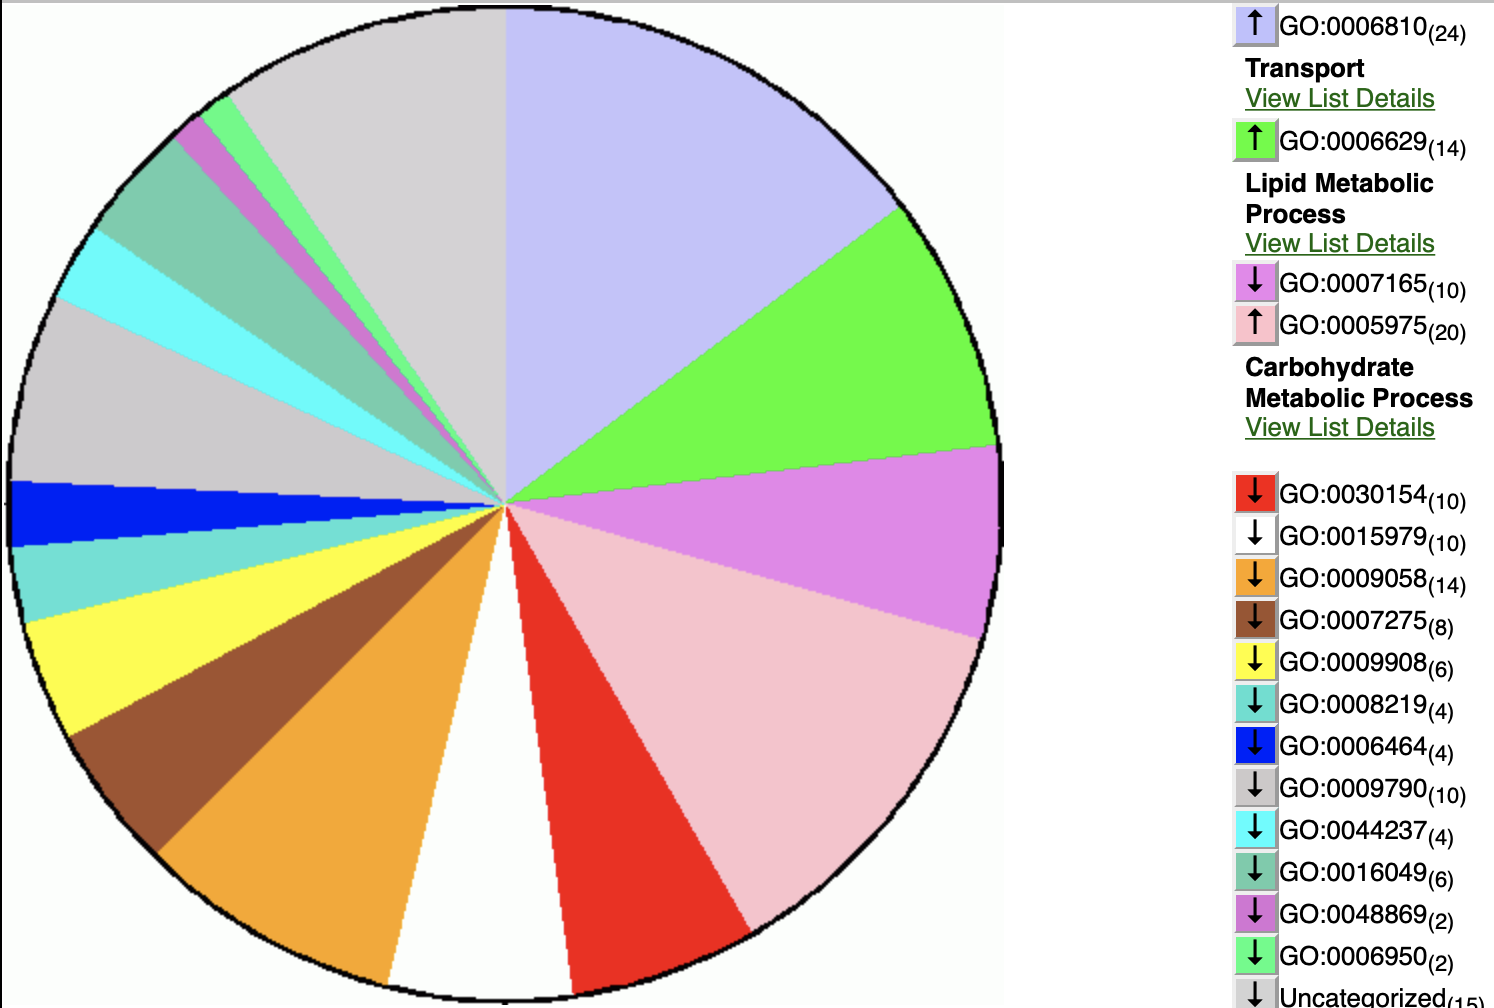 ↑ GO:0006810(24)
Transport
View List Details
↑ GO:0006629(14)
Lipid Metabolic
Process
View List Details
↓ GO:0007165(10)
↑ GO:0005975(20)
Carbohydrate
Metabolic Process
View List Details
↓ GO:0030154(10)
↓ GO:0015979(10)
↓ GO:0009058(14)
↓ GO:0007275(8)
↓ GO:0009908(6)
↓ GO:0008219(4)
↓ GO:0006464(4)
↓ GO:0009790(10)
↓ GO:0044237(4)
↓ GO:0016049(6)
↓ GO:0048869(2)
↓ GO:0006950(2)
↓ Uncategorized(15)